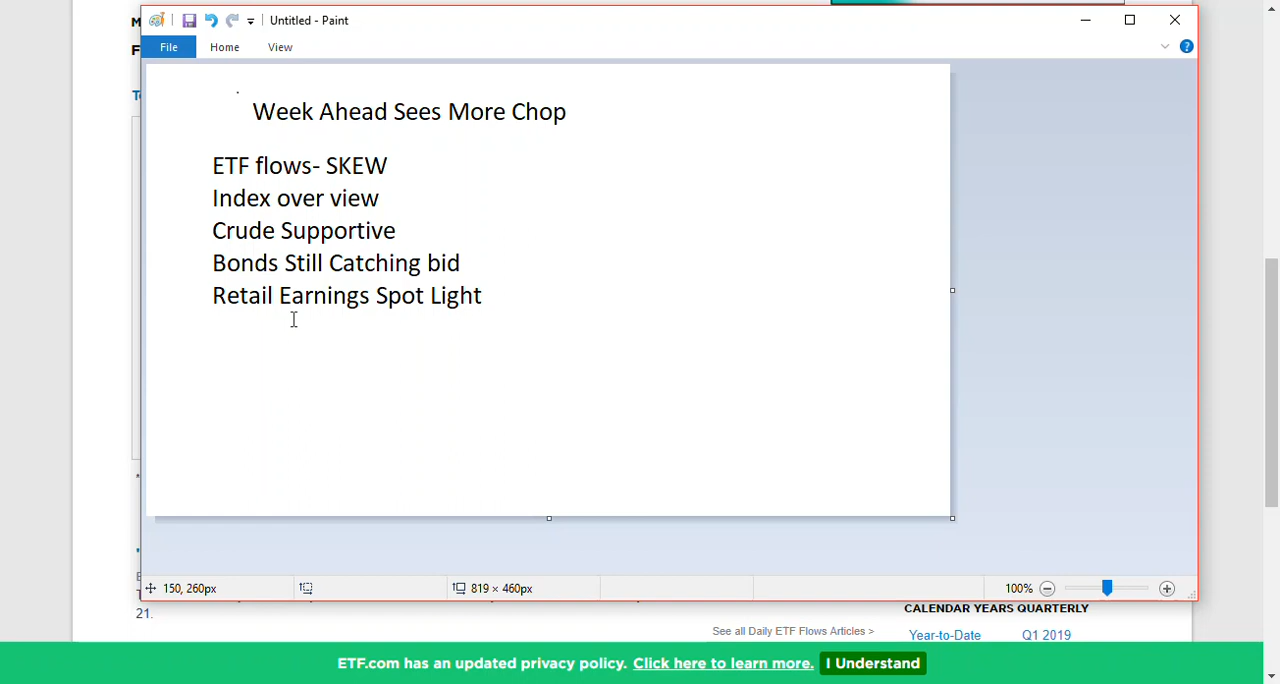 Untitled - Paint
File Home View
Week Ahead Sees More Chop
ETF flows- SKEW
Index over view
Crude Supportive
Bonds Still Catching bid
Retail Earnings Spot Light
150, 260px
819 × 460px
100%
21.
CALENDAR YEARS QUARTERLY
See all Daily ETF Flows Articles >
Year-to-Date Q1 2019
ETF.com has an updated privacy policy. Click here to learn more. I Understand